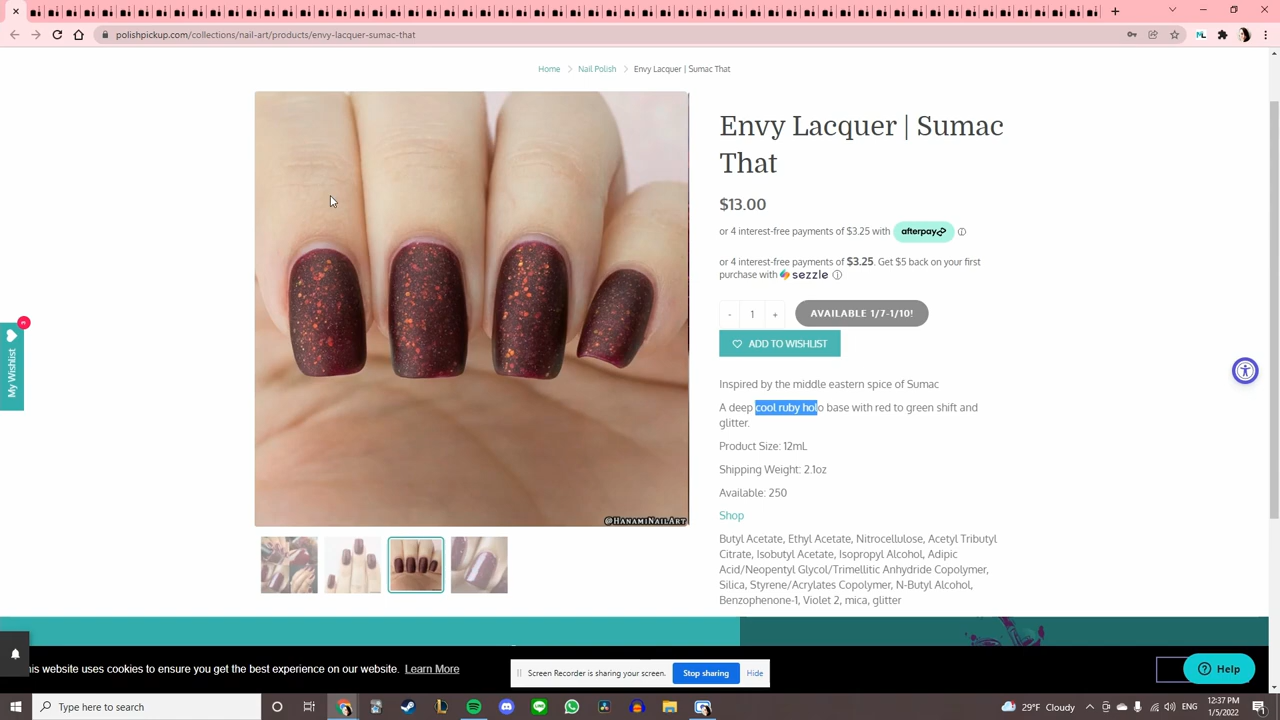 polishpickup.com/collections/nail-art/products/envy-lacquer-sumac-that
Home > Nail Polish > Envy Lacquer | Sumac That
Envy Lacquer | Sumac
That
$13.00
or 4 interest-free payments of $3.25 with afterpay
or 4 interest-free payments of $3.25. Get $5 back on your first
purchase with sezzle
- 1 + AVAILABLE 1/7-1/10!
ADD TO WISHLIST
My Wishlist
Inspired by the middle eastern spice of Sumac
A deep cool ruby holo base with red to green shift and
glitter.
Product Size: 12mL
Shipping Weight: 2.1oz
Available: 250
Shop
Butyl Acetate, Ethyl Acetate, Nitrocellulose, Acetyl Tributyl
Citrate, Isobutyl Acetate, Isopropyl Alcohol, Adipic
Acid/Neopentyl Glycol/Trimellitic Anhydride Copolymer,
Silica, Styrene/Acrylates Copolymer, N-Butyl Alcohol,
Benzophenone-1, Violet 2, mica, glitter
@HanamiNailArt
his website uses cookies to ensure you get the best experience on our website. Learn More
Screen Recorder is sharing your screen. Stop sharing Hide
Help
Type here to search
29°F Cloudy
12:37 PM
1/5/2022